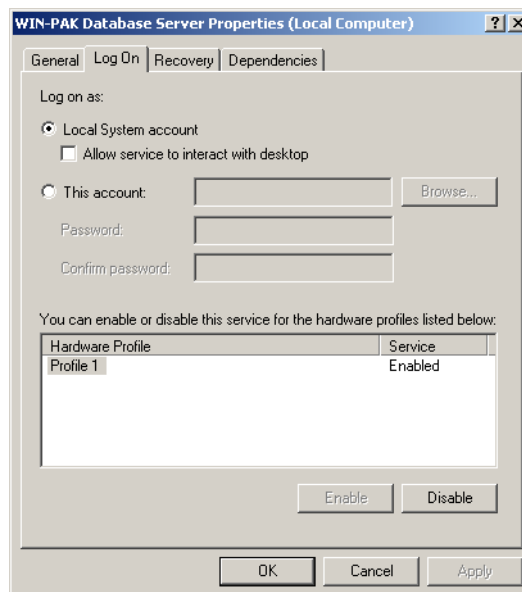 WIN-PAK Database Server Properties (Local Computer)
General Log On Recovery Dependencies
Log on as:
Local System account
Allow service to interact with desktop
This account: Browse...
Password:
Confirm password:
You can enable or disable this service for the hardware profiles listed below:
Hardware Profile Service
Profile 1 Enabled
Enable Disable
OK Cancel Apply